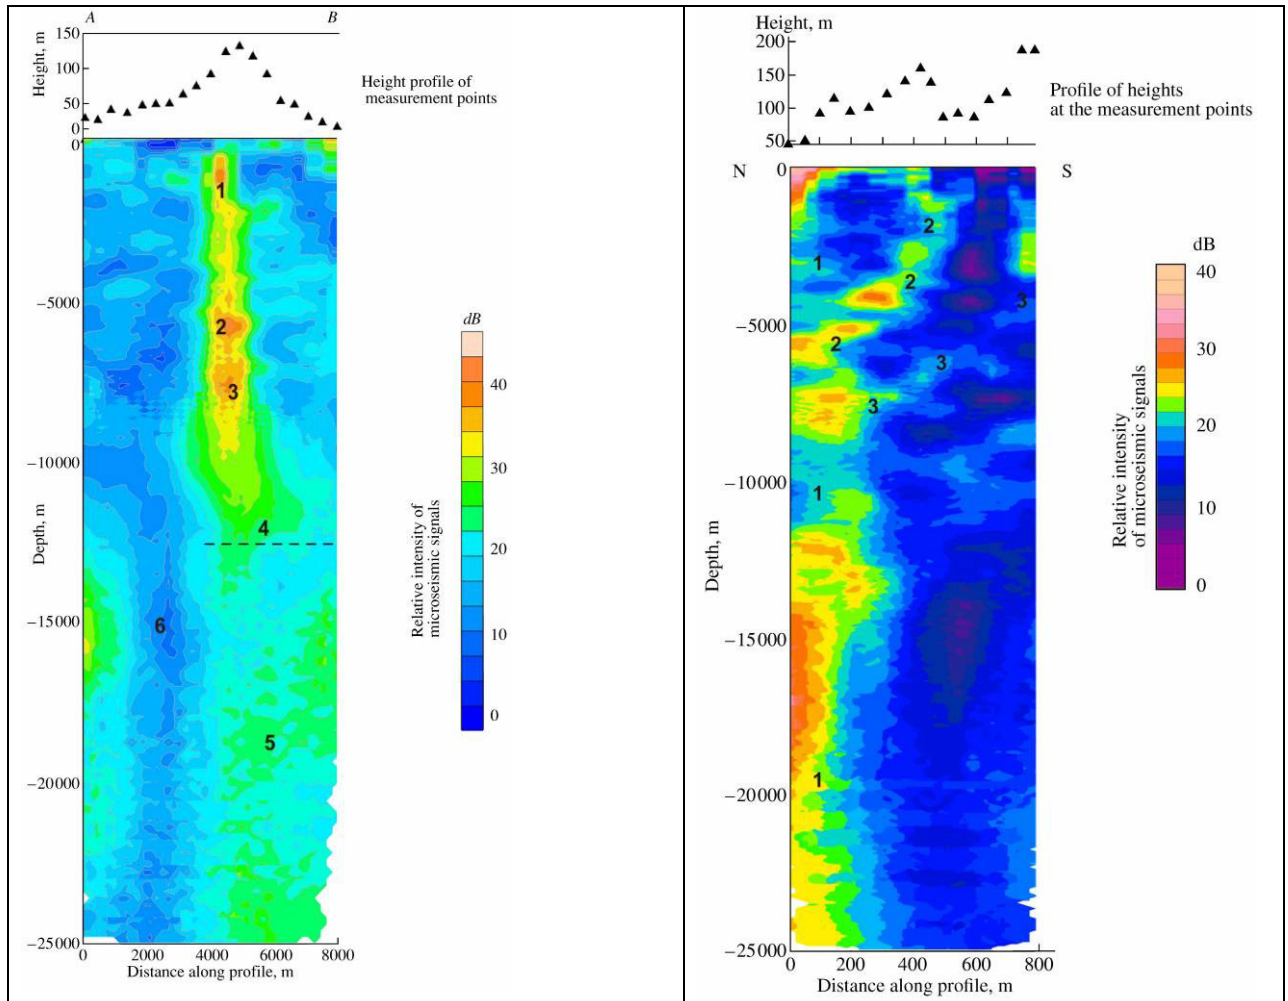 A B
Height, m
150
100
50
0
Height profile of
measurement points
0
−5000
−10000
−15000
−20000
−25000
Depth, m
1
2
3
4
6
5
0 2000 4000 6000 8000
Distance along profile, m
dB
40
30
20
10
0
Relative intensity of
microseismic signals
Height, m
200
150
100
50
Profile of heights
at the measurement points
N S
0
−5000
−10000
−15000
−20000
−25000
Depth, m
2
1
2
3
2
3
3
1
1
0 200 400 600 800
Distance along profile, m
dB
40
30
20
10
0
Relative intensity
of microseismic signals